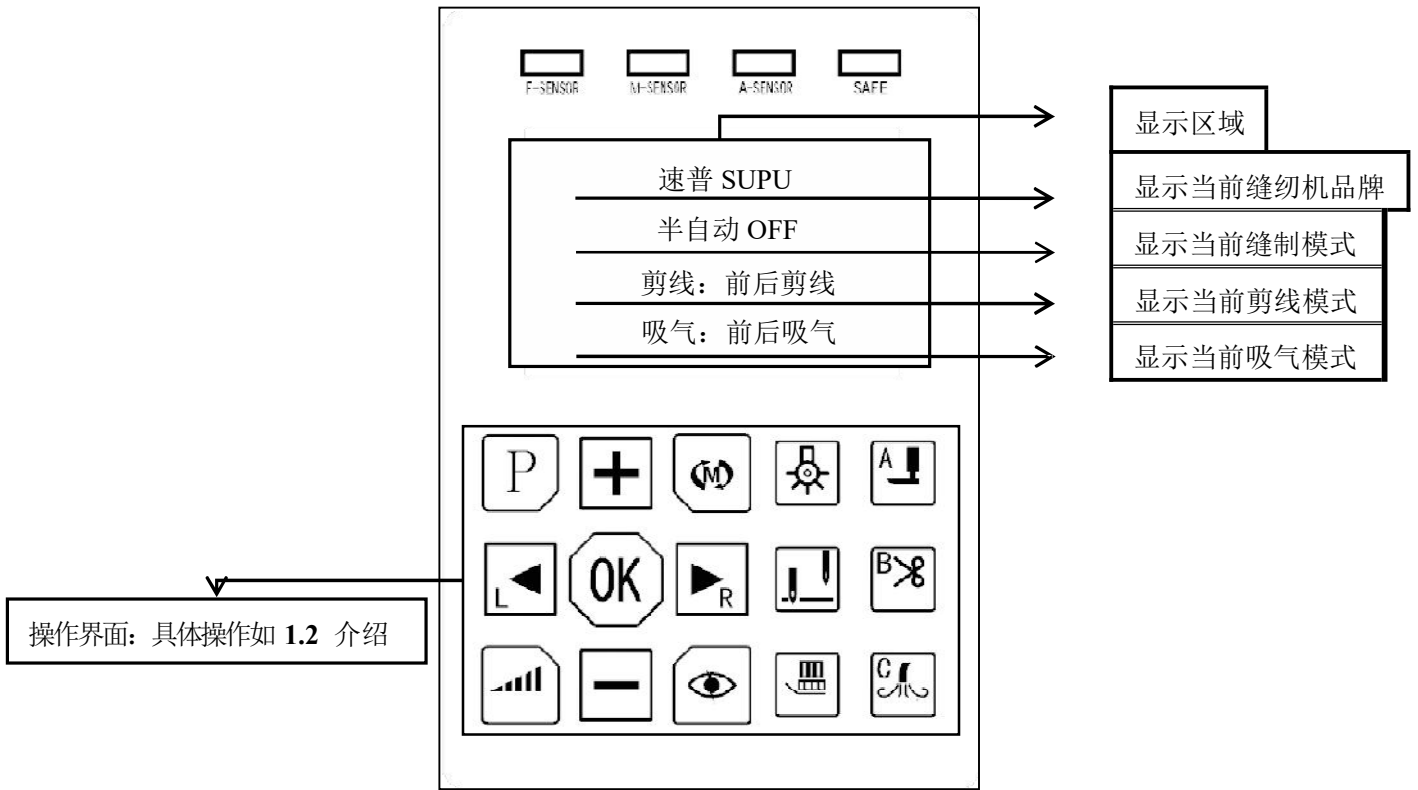 F-SENSOR M-SENSOR A-SENSOR SAFE
显示区域
速普 SUPU
显示当前缝纫机品牌
半自动 OFF
显示当前缝制模式
剪线：前后剪线
显示当前剪线模式
吸气：前后吸气
显示当前吸气模式
P M A
L OK R B
操作界面：具体操作如 1.2 介绍
C